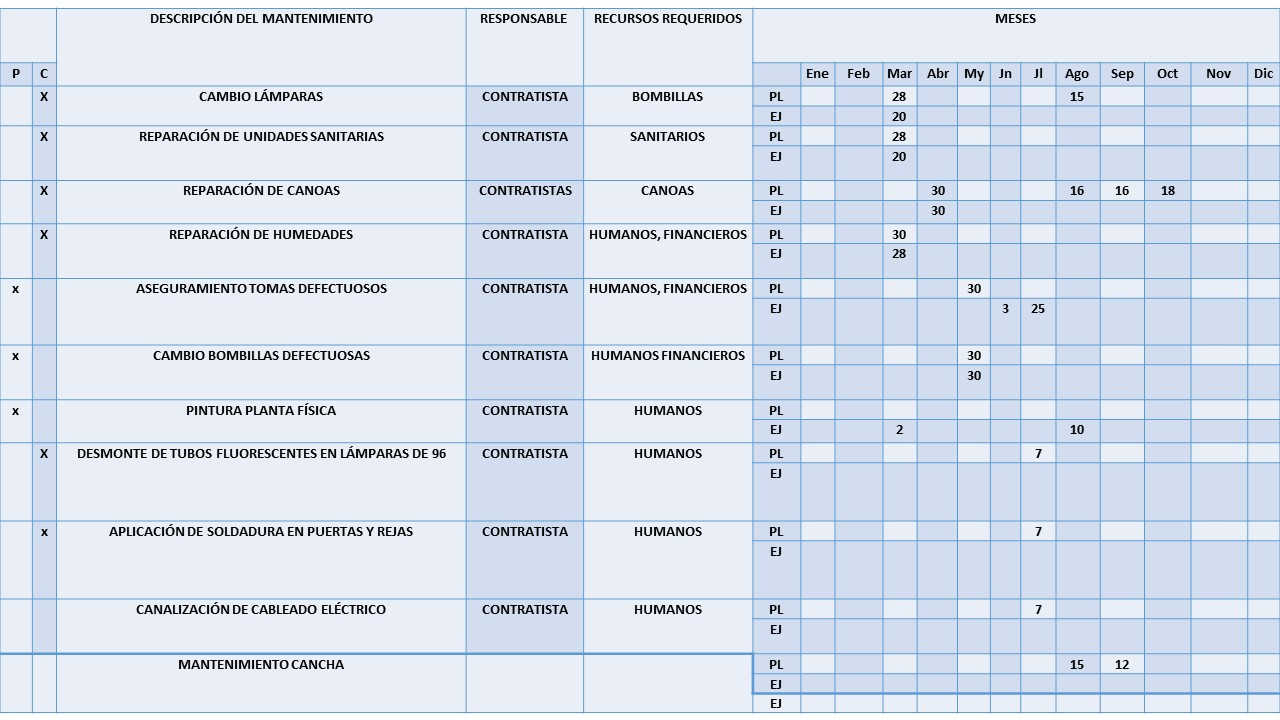 DESCRIPCIÓN DEL MANTENIMIENTO RESPONSABLE RECURSOS REQUERIDOS MESES
P C Ene Feb Mar Abr My Jn Jl Ago Sep Oct Nov Dic
X CAMBIO LÁMPARAS CONTRATISTA BOMBILLAS PL 28 15
EJ 20
X REPARACIÓN DE UNIDADES SANITARIAS CONTRATISTA SANITARIOS PL 28
EJ 20
X REPARACIÓN DE CANOAS CONTRATISTAS CANOAS PL 30 16 16 18
EJ 30
X REPARACIÓN DE HUMEDADES CONTRATISTA HUMANOS, FINANCIEROS PL 30
EJ 28
x ASEGURAMIENTO TOMAS DEFECTUOSOS CONTRATISTA HUMANOS, FINANCIEROS PL 30
EJ 3 25
x CAMBIO BOMBILLAS DEFECTUOSAS CONTRATISTA HUMANOS FINANCIEROS PL 30
EJ 30
x PINTURA PLANTA FÍSICA CONTRATISTA HUMANOS PL
EJ 2 10
X DESMONTE DE TUBOS FLUORESCENTES EN LÁMPARAS DE 96 CONTRATISTA HUMANOS PL 7
EJ
x APLICACIÓN DE SOLDADURA EN PUERTAS Y REJAS CONTRATISTA HUMANOS PL 7
EJ
CANALIZACIÓN DE CABLEADO ELÉCTRICO CONTRATISTA HUMANOS PL 7
EJ
MANTENIMIENTO CANCHA PL 15 12
EJ
EJ